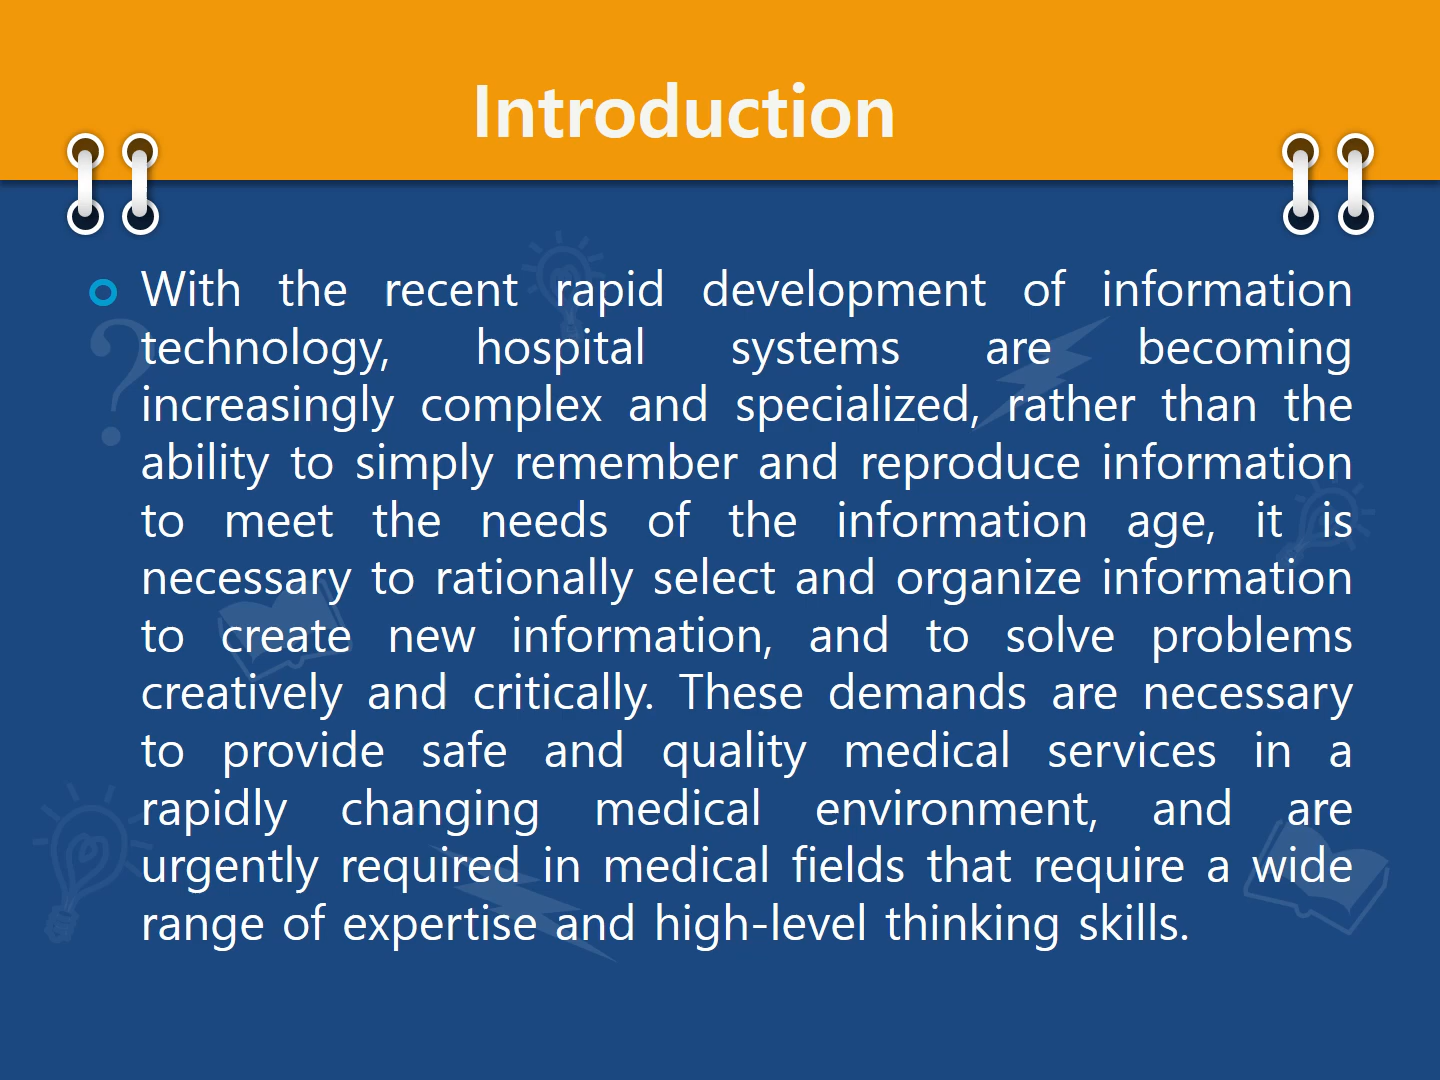 Introduction
With the recent rapid development of information
technology, hospital systems are becoming
increasingly complex and specialized, rather than the
ability to simply remember and reproduce information
to meet the needs of the information age, it is
necessary to rationally select and organize information
to create new information, and to solve problems
creatively and critically. These demands are necessary
to provide safe and quality medical services in a
rapidly changing medical environment, and are
urgently required in medical fields that require a wide
range of expertise and high-level thinking skills.